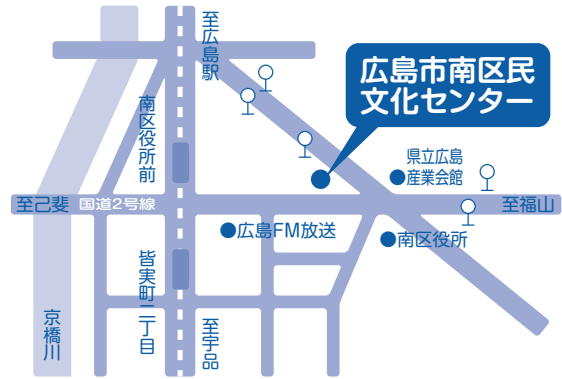 至広島駅
広島市南区民
文化センター
南区役所前
県立広島
産業会館
至己斐
国道2号線
至福山
広島FM放送
南区役所
皆実町二丁目
京橋川
至宇品